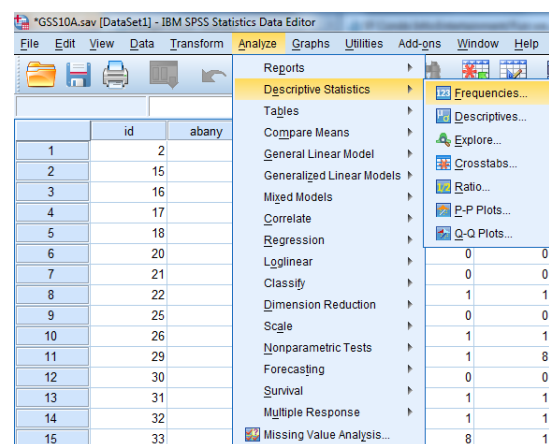 *GSS10A.sav [DataSet1] - IBM SPSS Statistics Data Editor
File Edit View Data Transform Analyze Graphs Utilities Add-ons Window Help
Reports
Descriptive Statistics
Tables
Compare Means
General Linear Model
Generalized Linear Models
Mixed Models
Correlate
Regression
Loglinear
Classify
Dimension Reduction
Scale
Nonparametric Tests
Forecasting
Survival
Multiple Response
Missing Value Analysis...
Frequencies...
Descriptives...
Explore...
Crosstabs...
Ratio...
P-P Plots...
Q-Q Plots...
id abany
1 2
2 15
3 16
4 17
5 18
6 20 0 0
7 21 0 0
8 22 1 1
9 25 0 0
10 26 1 1
11 29 1 8
12 30 0 0
13 31 1 1
14 32 1 1
15 33 8 1